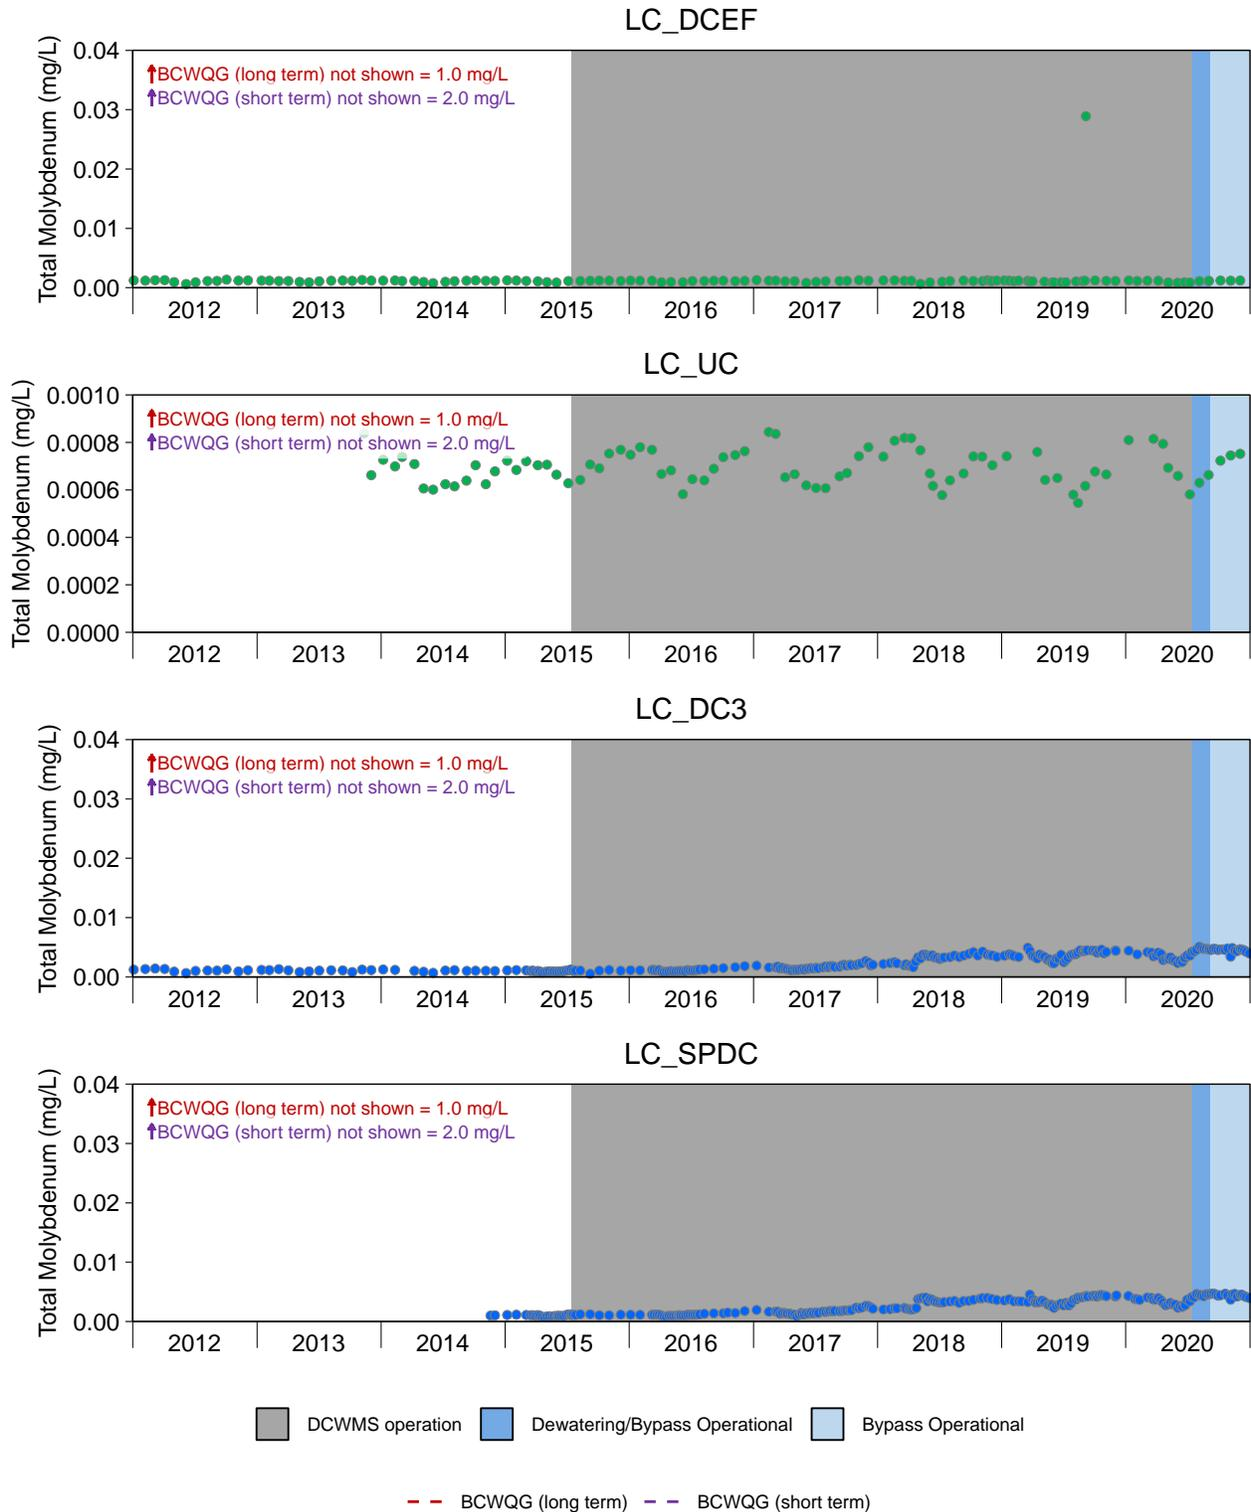 LC_DCEF
Total Molybdenum (mg/L)
0.04
0.03
0.02
0.01
0.00
↑BCWQG (long term) not shown = 1.0 mg/L
↑BCWQG (short term) not shown = 2.0 mg/L
2012 2013 2014 2015 2016 2017 2018 2019 2020
LC_UC
Total Molybdenum (mg/L)
0.0010
0.0008
0.0006
0.0004
0.0002
0.0000
↑BCWQG (long term) not shown = 1.0 mg/L
↑BCWQG (short term) not shown = 2.0 mg/L
2012 2013 2014 2015 2016 2017 2018 2019 2020
LC_DC3
Total Molybdenum (mg/L)
0.04
0.03
0.02
0.01
0.00
↑BCWQG (long term) not shown = 1.0 mg/L
↑BCWQG (short term) not shown = 2.0 mg/L
2012 2013 2014 2015 2016 2017 2018 2019 2020
LC_SPDC
Total Molybdenum (mg/L)
0.04
0.03
0.02
0.01
0.00
↑BCWQG (long term) not shown = 1.0 mg/L
↑BCWQG (short term) not shown = 2.0 mg/L
2012 2013 2014 2015 2016 2017 2018 2019 2020
DCWMS operation Dewatering/Bypass Operational Bypass Operational
BCWQG (long term) BCWQG (short term)